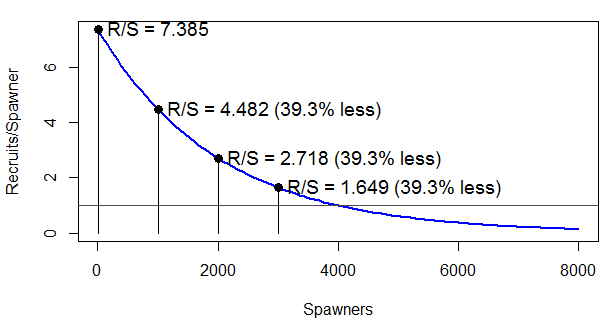 R/S = 7.385
R/S = 4.482 (39.3% less)
R/S = 2.718 (39.3% less)
R/S = 1.649 (39.3% less)
Recruits/Spawner
6
4
2
0
0 2000 4000 6000 8000
Spawners